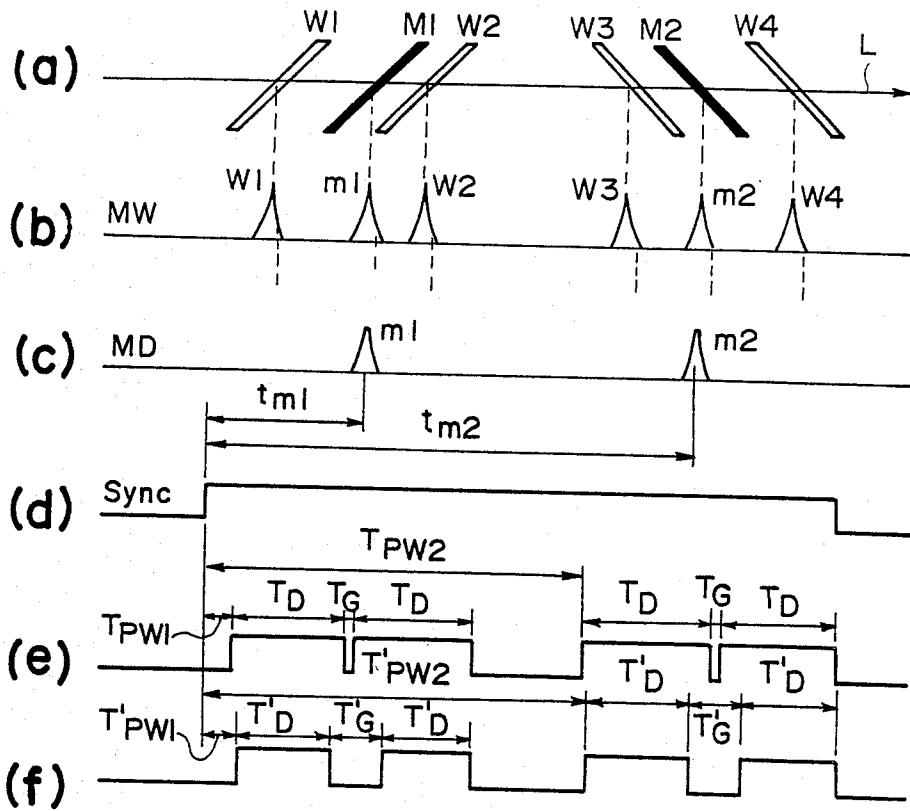 (a) W1 M1 W2 W3 M2 W4 L
(b) MW W1 m1 W2 W3 m2 W4
(c) MD m1 m2
tm1
tm2
(d) Sync
TPW2
TD TG TD TD TG TD
(e) TPW1
T'PW2
T'D T'D
T'PW1 T'D T'G T'D T'G
(f)